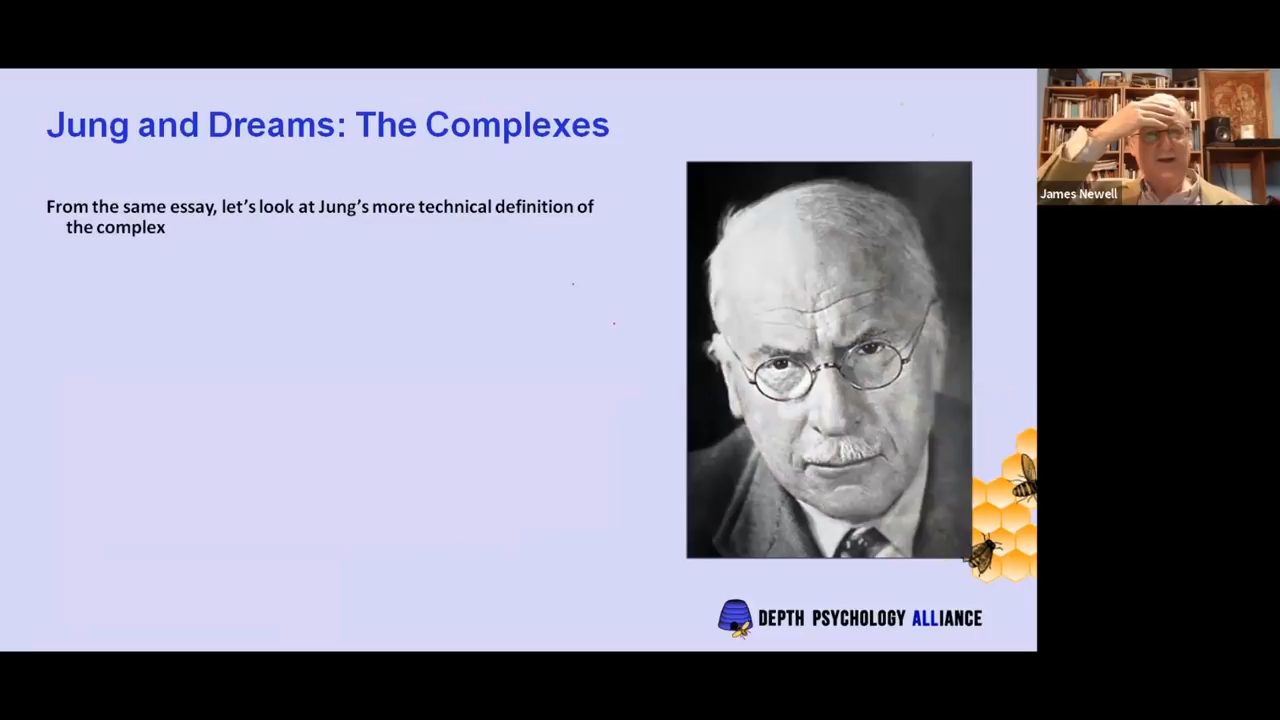 Jung and Dreams: The Complexes
From the same essay, let's look at Jung's more technical definition of
the complex
James Newell
DEPTH PSYCHOLOGY ALLIANCE